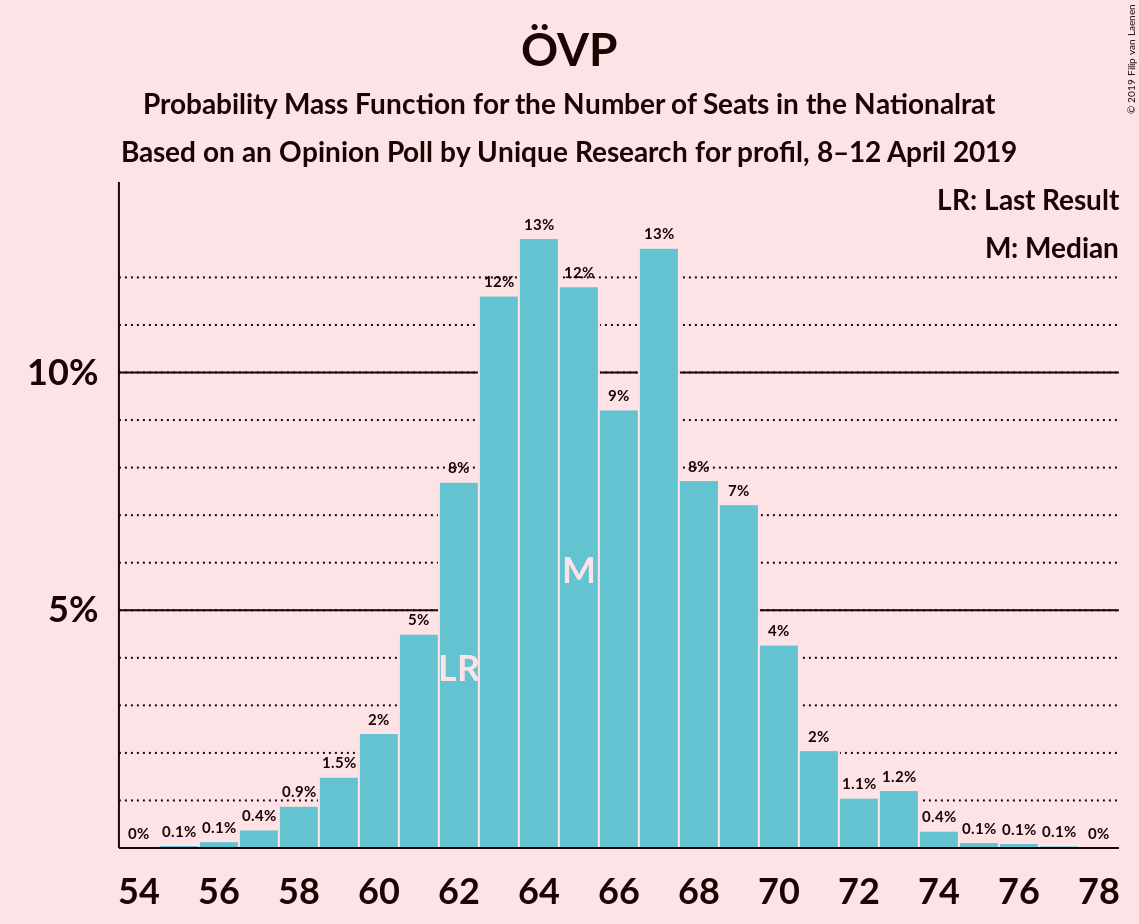 ÖVP
Probability Mass Function for the Number of Seats in the Nationalrat
Based on an Opinion Poll by Unique Research for profil, 8–12 April 2019
© 2019 Filip van Laenen
LR: Last Result
M: Median
10%
5%
0% 0.1% 0.1% 0.4% 0.9% 1.5% 2% 5% 8% 12% 13% 12% 9% 13% 8% 7% 4% 2% 1.1% 1.2% 0.4% 0.1% 0.1% 0.1% 0%
LR
M
54 56 58 60 62 64 66 68 70 72 74 76 78